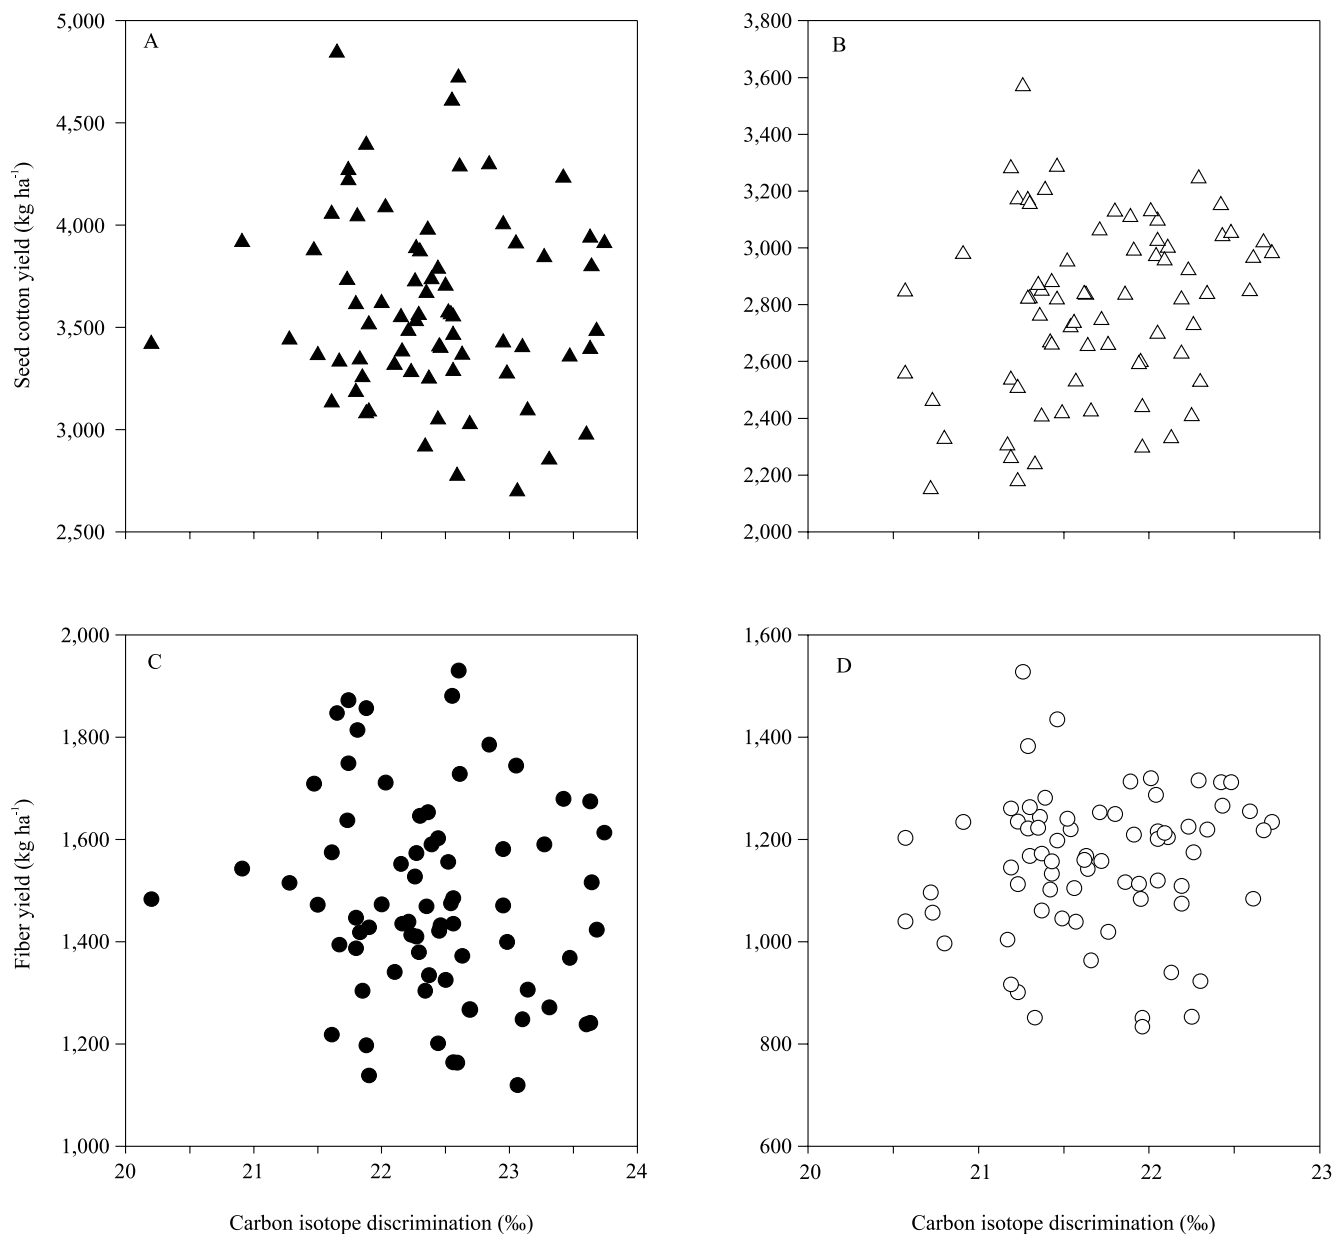 A
B
5,000
4,500
4,000
3,500
3,000
2,500
Seed cotton yield (kg ha-1)
3,800
3,600
3,400
3,200
3,000
2,800
2,600
2,400
2,200
2,000
C
D
2,000
1,800
1,600
1,400
1,200
1,000
Fiber yield (kg ha-1)
1,600
1,400
1,200
1,000
800
600
20 21 22 23 24
20 21 22 23
Carbon isotope discrimination (‰)
Carbon isotope discrimination (‰)